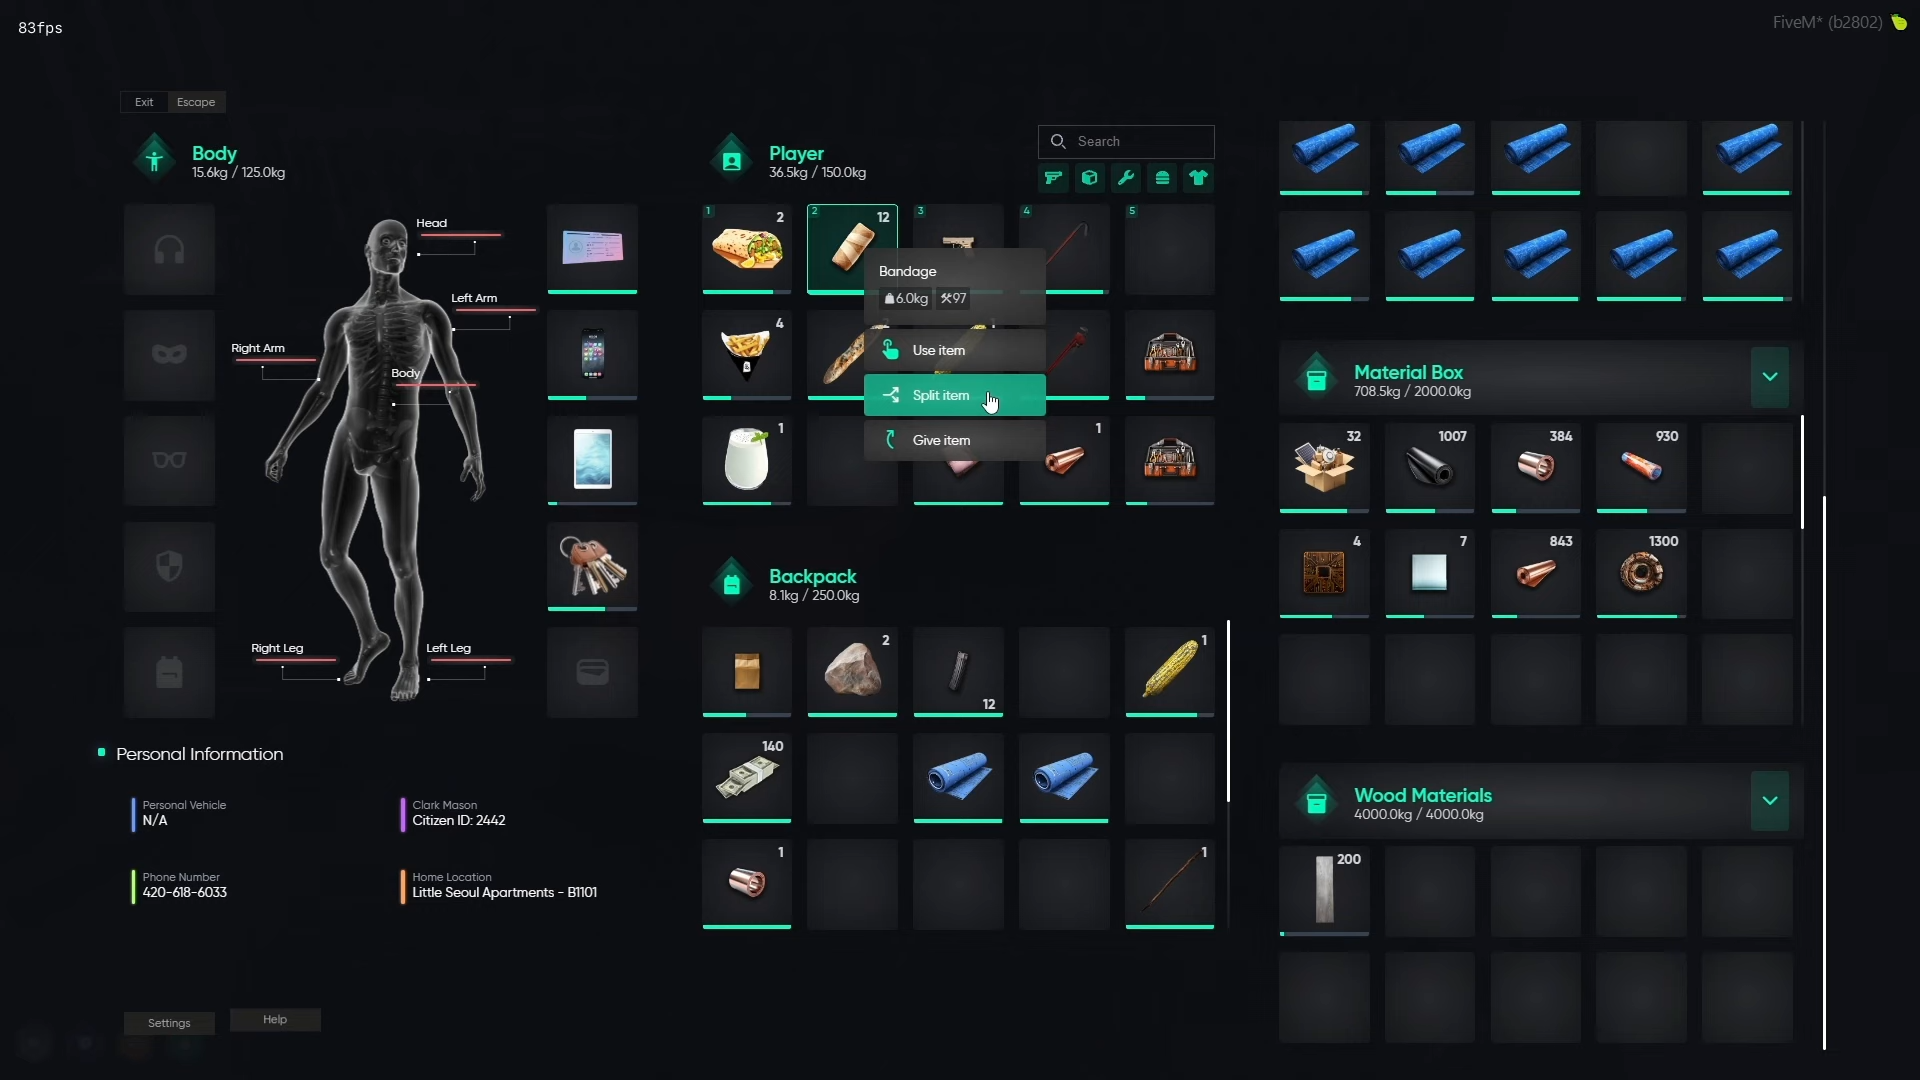 83fps
FiveM* (b2802)
Exit Escape
Body
15.6kg / 125.0kg
Head
Left Arm
Right Arm
Body
Right Leg
Left Leg
Personal Information
Personal Vehicle
N/A
Clark Mason
Citizen ID: 2442
Phone Number
420-618-6033
Home Location
Little Seoul Apartments - B1101
Settings
Help
Player
36.5kg / 150.0kg
Search
1 2
2 12
3
4
5
Bandage
6.0kg 97
Use item
Split item
Give item
4
1
1
1
Backpack
8.1kg / 250.0kg
2
12
1
140
1
1
Material Box
708.5kg / 2000.0kg
32
1007
384
930
4
7
843
1300
Wood Materials
4000.0kg / 4000.0kg
200